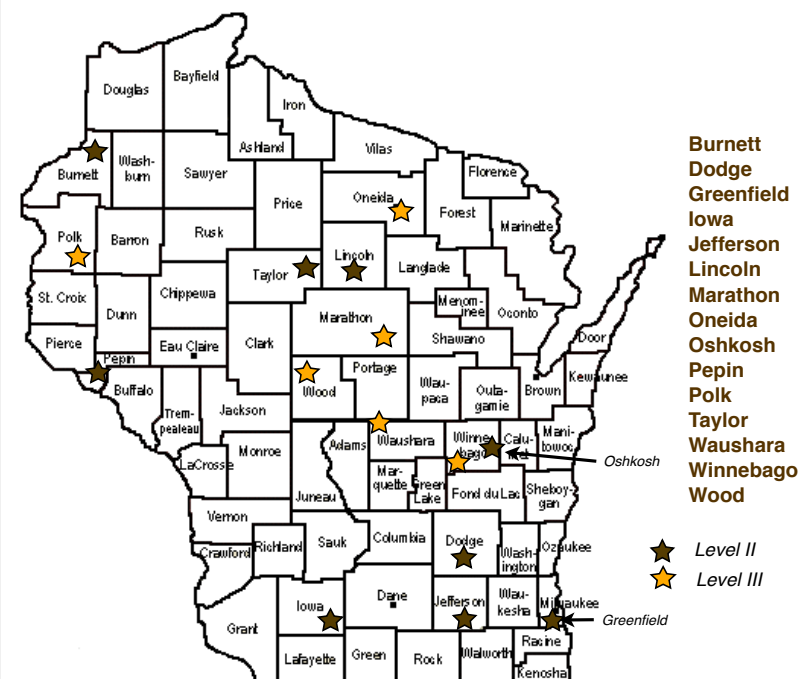 Douglas
Bayfield
Iron
Ashland
Vilas
Burnett
Wash-
burn
Sawyer
Price
Oneida
Florence
Forest
Marinette
Polk
Barron
Rusk
Taylor
Lincoln
Langlade
St. Croix
Dunn
Chippewa
Marathon
Menom-
inee
Oconto
Door
Pierce
Pepin
Eau Claire
Clark
Shawano
Buffalo
Trem-
pealeau
Jackson
Wood
Portage
Wau-
paca
Outa-
gamie
Brown
Kewaunee
LaCrosse
Monroe
Juneau
Adams
Waushara
Winne-
bago
Calu-
met
Mani-
towoc
Oshkosh
Mar-
quette
Green
Lake
Fond du Lac
Sheboy-
gan
Vernon
Crawford
Richland
Sauk
Columbia
Dodge
Wash-
ington
Ozaukee
Grant
Iowa
Dane
Jefferson
Wau-
kesha
Milwaukee
Greenfield
Lafayette
Green
Rock
Walworth
Racine
Kenosha
Burnett
Dodge
Greenfield
Iowa
Jefferson
Lincoln
Marathon
Oneida
Oshkosh
Pepin
Polk
Taylor
Waushara
Winnebago
Wood
Level II
Level III